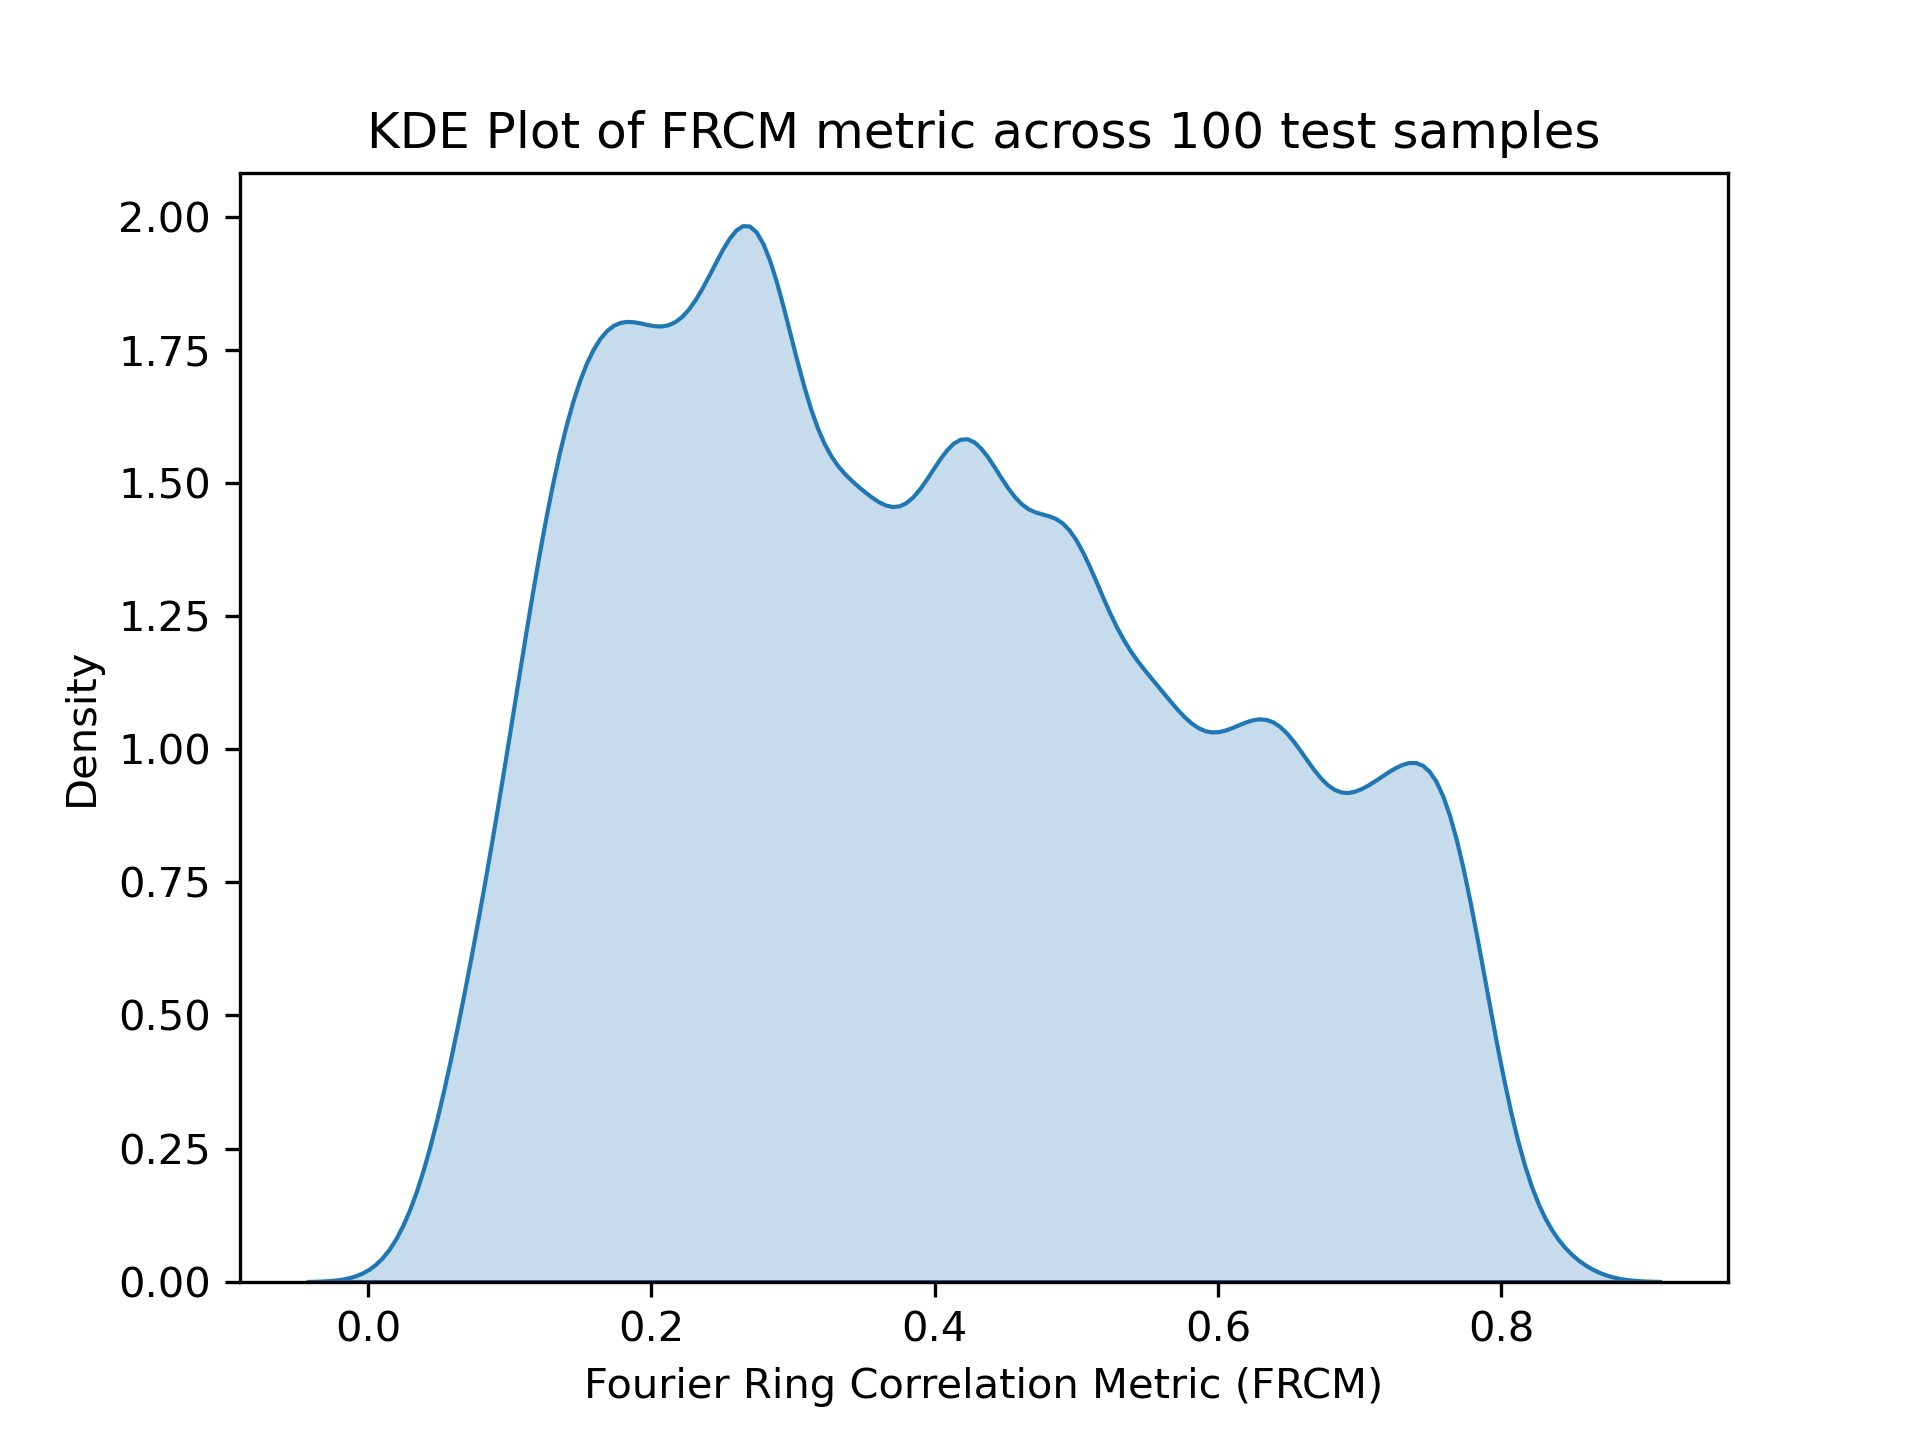 KDE Plot of FRCM metric across 100 test samples
2.00
1.75
1.50
1.25
1.00
0.75
0.50
0.25
0.00
Density
0.0 0.2 0.4 0.6 0.8
Fourier Ring Correlation Metric (FRCM)